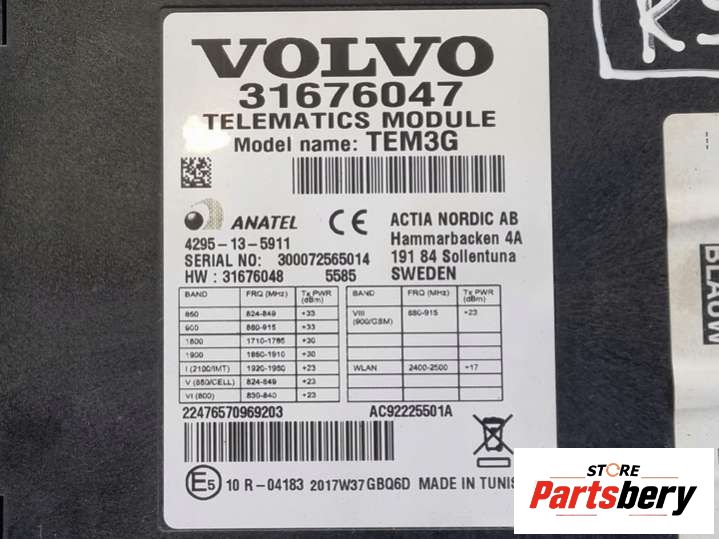 VOLVO
31676047
TELEMATICS MODULE
Model name: TEM3G
ANATEL
CE
ACTIA NORDIC AB
4295-13-5911
Hammarbacken 4A
SERIAL NO: 300072565014
191 84 Sollentuna
HW : 31676048 5585
SWEDEN
BAND FRQ (MHz) Tx PWR (dBm) BAND FRQ (MHz) Tx PWR (dBm)
850 824-849 +33 VIII (900/GSM) 880-915 +23
900 880-915 +33
1800 1710-1785 +30
1900 1850-1910 +30
I (2100/IMT) 1920-1980 +23 WLAN 2400-2500 +17
V (850/CELL) 824-849 +23
VI (800) 830-840 +23
22476570969203 AC92225501A
E5 10 R-04183 2017W37 GBQ6D MADE IN TUNIS
BLAUW
STORE
Partsbery